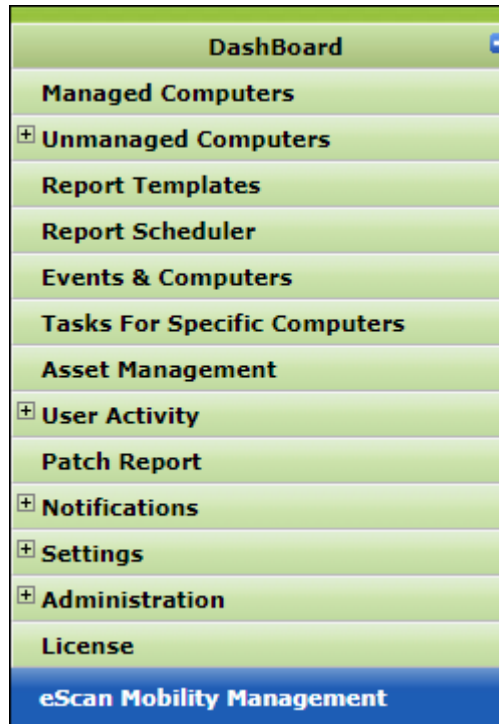 DashBoard
Managed Computers
Unmanaged Computers
Report Templates
Report Scheduler
Events & Computers
Tasks For Specific Computers
Asset Management
User Activity
Patch Report
Notifications
Settings
Administration
License
eScan Mobility Management